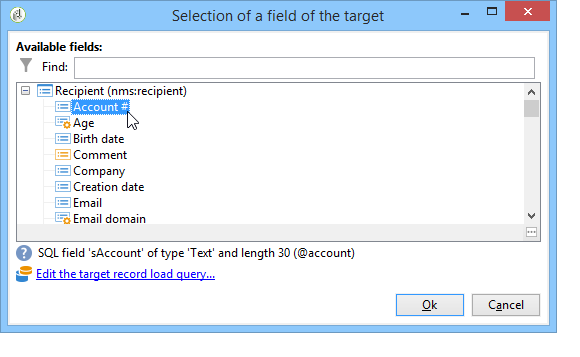 Selection of a field of the target
Available fields:
Find:
Recipient (nms:recipient)
Account #
Age
Birth date
Comment
Company
Creation date
Email
Email domain
SQL field 'sAccount' of type 'Text' and length 30 (@account)
Edit the target record load query...
Ok Cancel